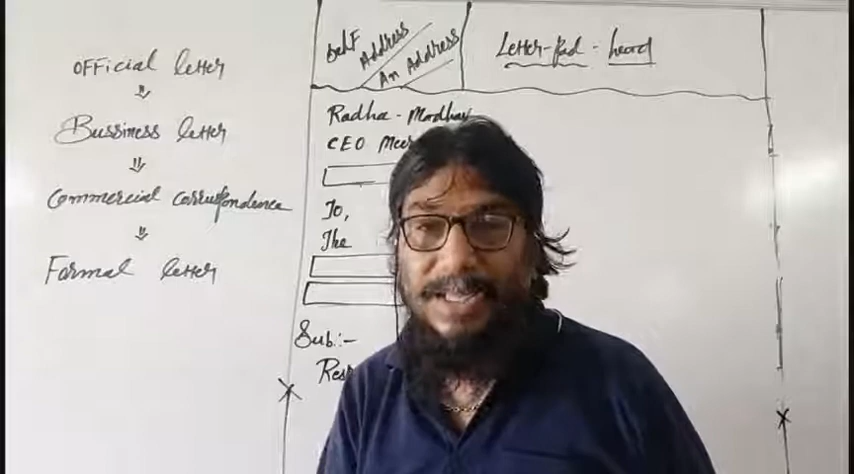 OFFicial letter
Bussiness letter
Commercial correspondence
Formal letter
Self
Address
An Address
Letter-Pad - head
Radha - Madhav
CEO
To,
The
Sub:-